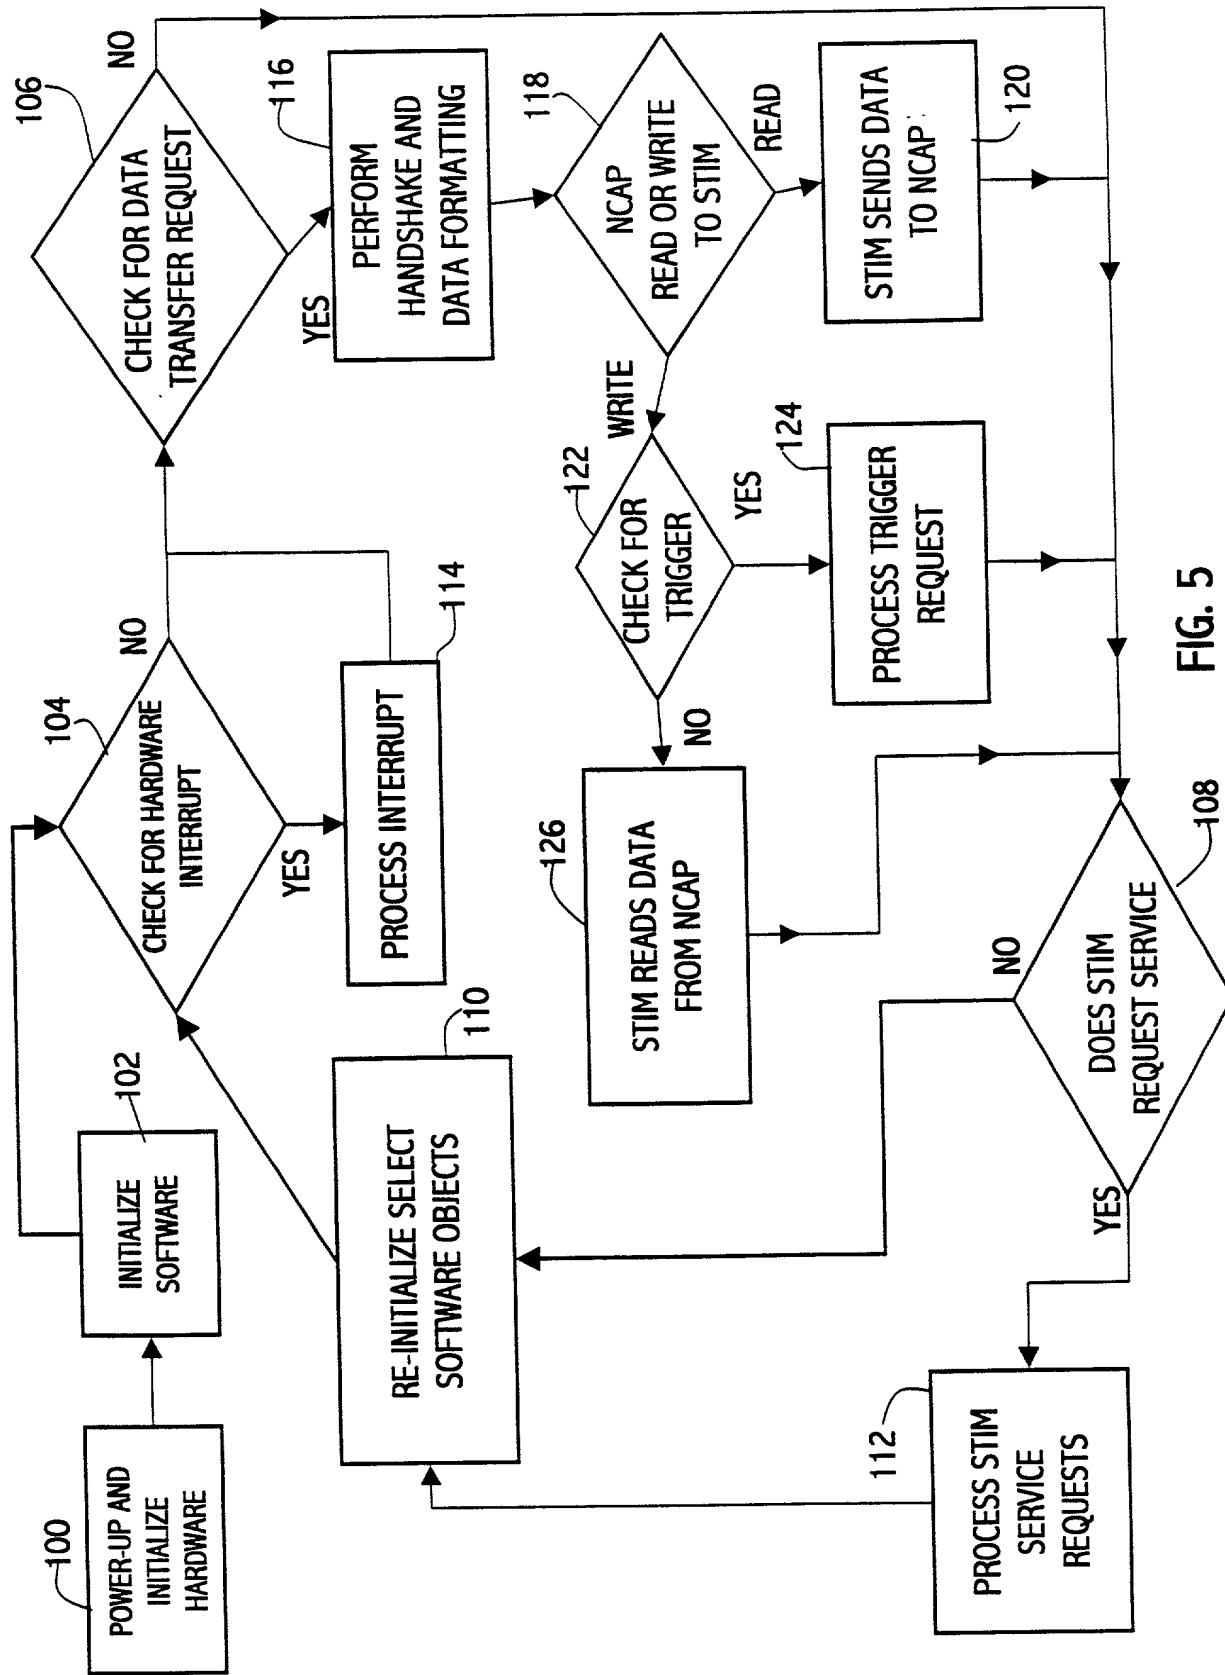 100
POWER-UP AND
INITIALIZE
HARDWARE
102
INITIALIZE
SOFTWARE
104
CHECK FOR HARDWARE
INTERRUPT
NO
YES
PROCESS INTERRUPT
114
106
CHECK FOR DATA
TRANSFER REQUEST
NO
YES
116
PERFORM
HANDSHAKE AND
DATA FORMATTING
118
NCAP
READ OR WRITE
TO STIM
READ
WRITE
STIM SENDS DATA
TO NCAP
120
122
CHECK FOR
TRIGGER
YES
NO
124
PROCESS TRIGGER
REQUEST
126
STIM READS DATA
FROM NCAP
110
RE-INITIALIZE SELECT
SOFTWARE OBJECTS
108
DOES STIM
REQUEST SERVICE
NO
YES
112
PROCESS STIM
SERVICE
REQUESTS
FIG. 5